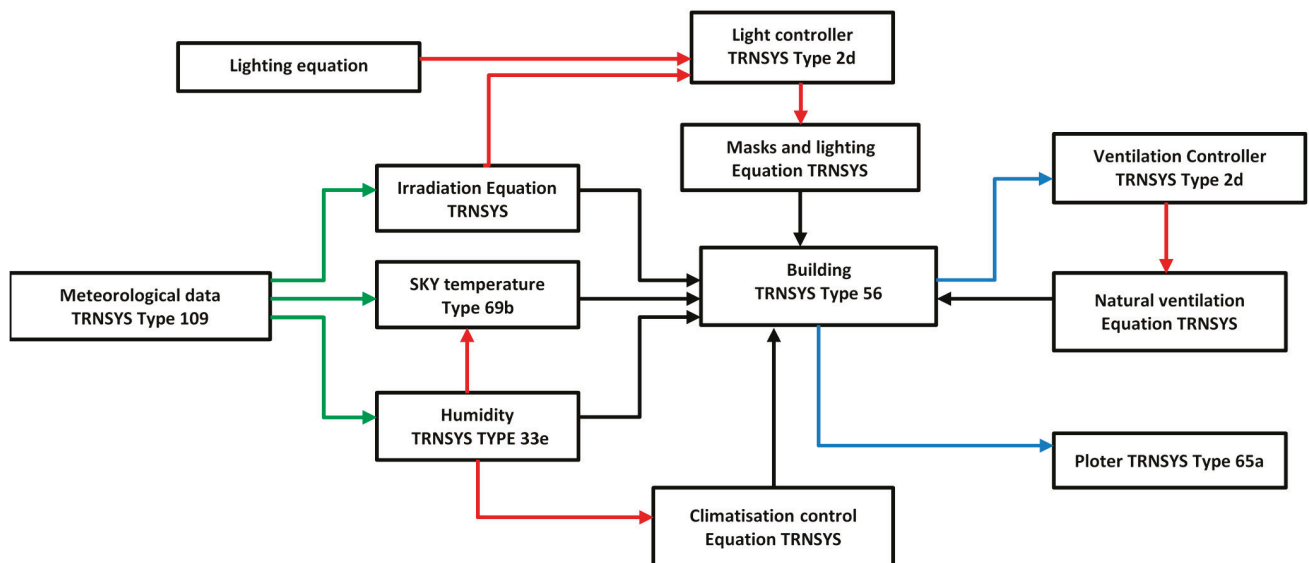 Light controller
TRNSYS Type 2d
Lighting equation
Masks and lighting
Equation TRNSYS
Ventilation Controller
TRNSYS Type 2d
Irradiation Equation
TRNSYS
Building
TRNSYS Type 56
SKY temperature
Type 69b
Meteorological data
TRNSYS Type 109
Natural ventilation
Equation TRNSYS
Humidity
TRNSYS TYPE 33e
Ploter TRNSYS Type 65a
Climatisation control
Equation TRNSYS